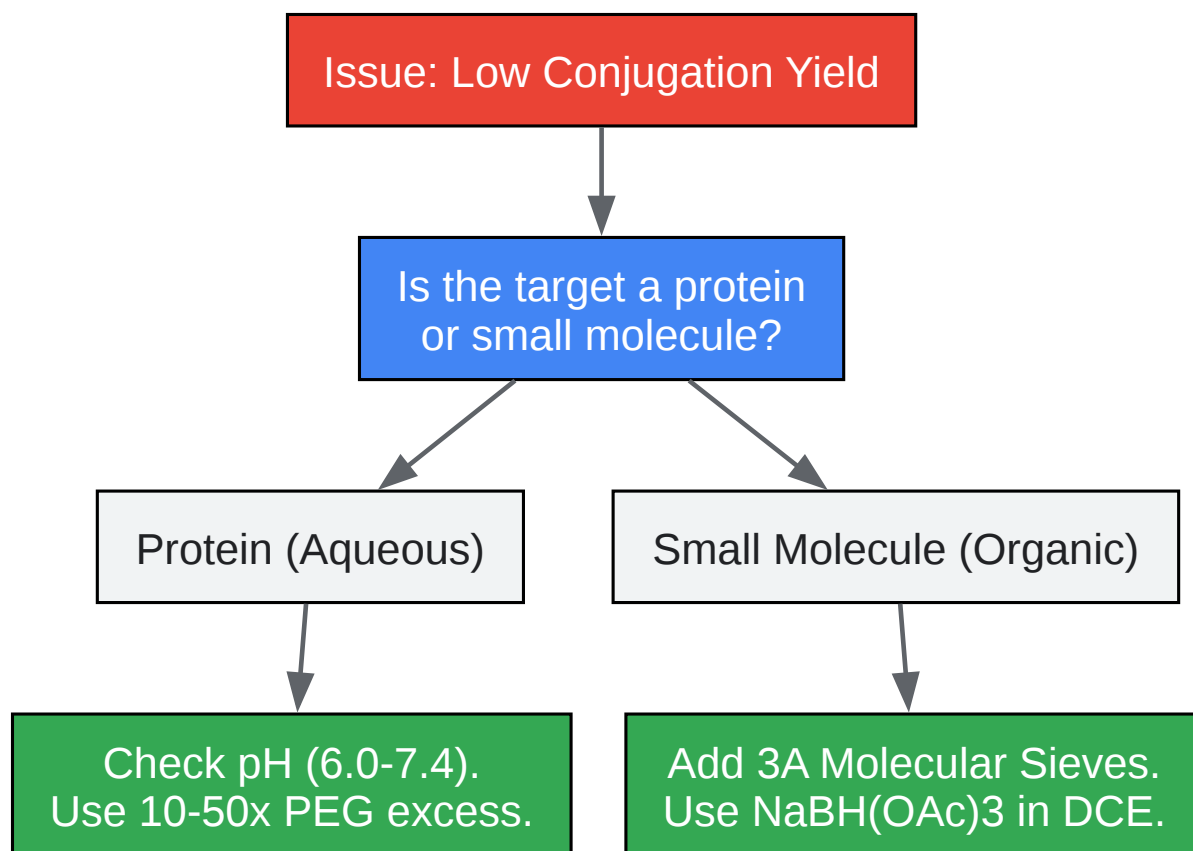 Issue: Low Conjugation Yield
Is the target a protein
or small molecule?
Protein (Aqueous)
Small Molecule (Organic)
Check pH (6.0-7.4).
Use 10-50x PEG excess.
Add 3A Molecular Sieves.
Use NaBH(OAc)3 in DCE.